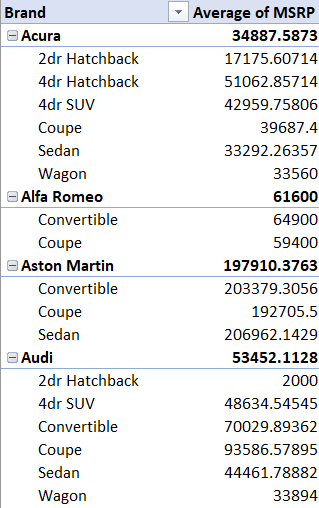 Brand Average of MSRP
Acura 34887.5873
2dr Hatchback 17175.60714
4dr Hatchback 51062.85714
4dr SUV 42959.75806
Coupe 39687.4
Sedan 33292.26357
Wagon 33560
Alfa Romeo 61600
Convertible 64900
Coupe 59400
Aston Martin 197910.3763
Convertible 203379.3056
Coupe 192705.5
Sedan 206962.1429
Audi 53452.1128
2dr Hatchback 2000
4dr SUV 48634.54545
Convertible 70029.89362
Coupe 93586.57895
Sedan 44461.78882
Wagon 33894